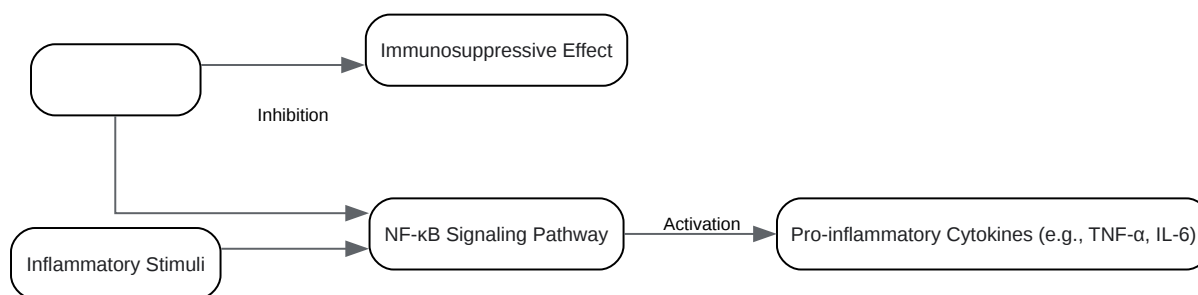 Immunosuppressive Effect
Inhibition
NF-κB Signaling Pathway
Activation
Pro-inflammatory Cytokines (e.g., TNF-α, IL-6)
Inflammatory Stimuli